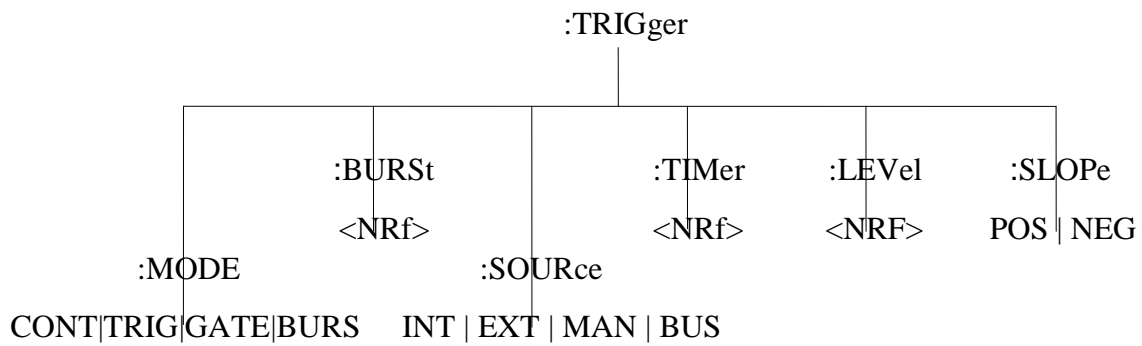 :TRIGger
:BURSt :TIMer :LEVel :SLOPe
<NRf> <NRf> <NRF> POS | NEG
:MODE :SOURce
CONT|TRIG|GATE|BURS INT | EXT | MAN | BUS